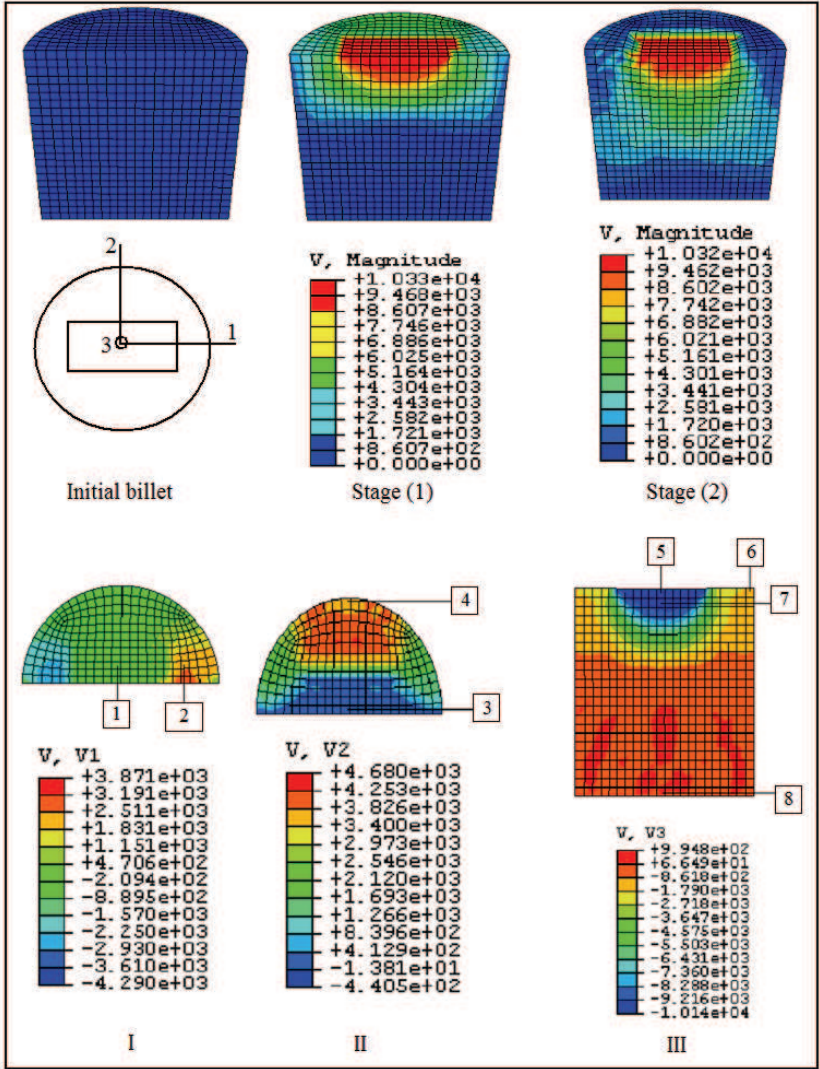 2
1
3
Initial billet
V, Magnitude
+1.033e+04
+9.468e+03
+8.607e+03
+7.746e+03
+6.886e+03
+6.025e+03
+5.164e+03
+4.304e+03
+3.443e+03
+2.582e+03
+1.721e+03
+8.607e+02
+0.000e+00
Stage (1)
V, Magnitude
+1.032e+04
+9.462e+03
+8.602e+03
+7.742e+03
+6.882e+03
+6.021e+03
+5.161e+03
+4.301e+03
+3.441e+03
+2.581e+03
+1.720e+03
+8.602e+02
+0.000e+00
Stage (2)
1
2
V, V1
+3.871e+03
+3.191e+03
+2.511e+03
+1.831e+03
+1.151e+03
+4.706e+02
-2.094e+02
-8.895e+02
-1.570e+03
-2.250e+03
-2.930e+03
-3.610e+03
-4.290e+03
I
4
3
V, V2
+4.680e+03
+4.253e+03
+3.826e+03
+3.400e+03
+2.973e+03
+2.546e+03
+2.120e+03
+1.693e+03
+1.266e+03
+8.396e+02
+4.129e+02
-1.381e+01
-4.405e+02
II
5
6
7
8
V, V3
+9.948e+02
+6.649e+01
-8.618e+02
-1.790e+03
-2.718e+03
-3.647e+03
-4.575e+03
-5.503e+03
-6.431e+03
-7.360e+03
-8.288e+03
-9.216e+03
-1.014e+04
III